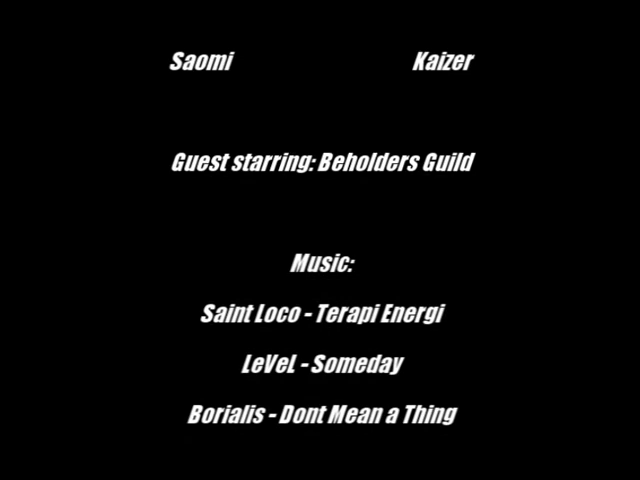 Saomi Kaizer
Guest starring: Beholders Guild
Music:
Saint Loco - Terapi Energi
LeVeL - Someday
Borialis - Dont Mean a Thing